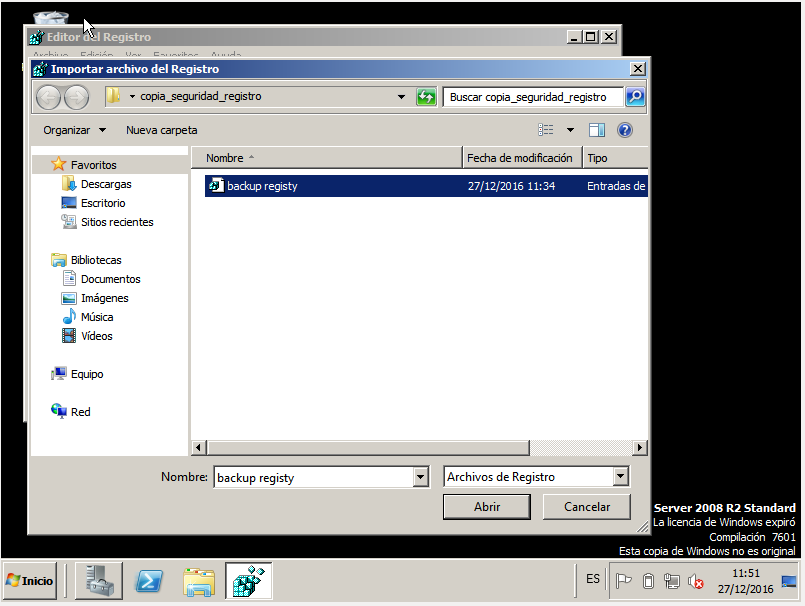 Editor del Registro
Archivo Edición Ver Favoritos Ayuda
Importar archivo del Registro
copia_seguridad_registro
Buscar copia_seguridad_registro
Organizar Nueva carpeta
Nombre Fecha de modificación Tipo
backup registy 27/12/2016 11:34 Entradas de
Favoritos
Descargas
Escritorio
Sitios recientes
Bibliotecas
Documentos
Imágenes
Música
Vídeos
Equipo
Red
Nombre: backup registy Archivos de Registro
Abrir Cancelar
Server 2008 R2 Standard
La licencia de Windows expiró
Compilación 7601
Esta copia de Windows no es original
Inicio ES 11:51
27/12/2016